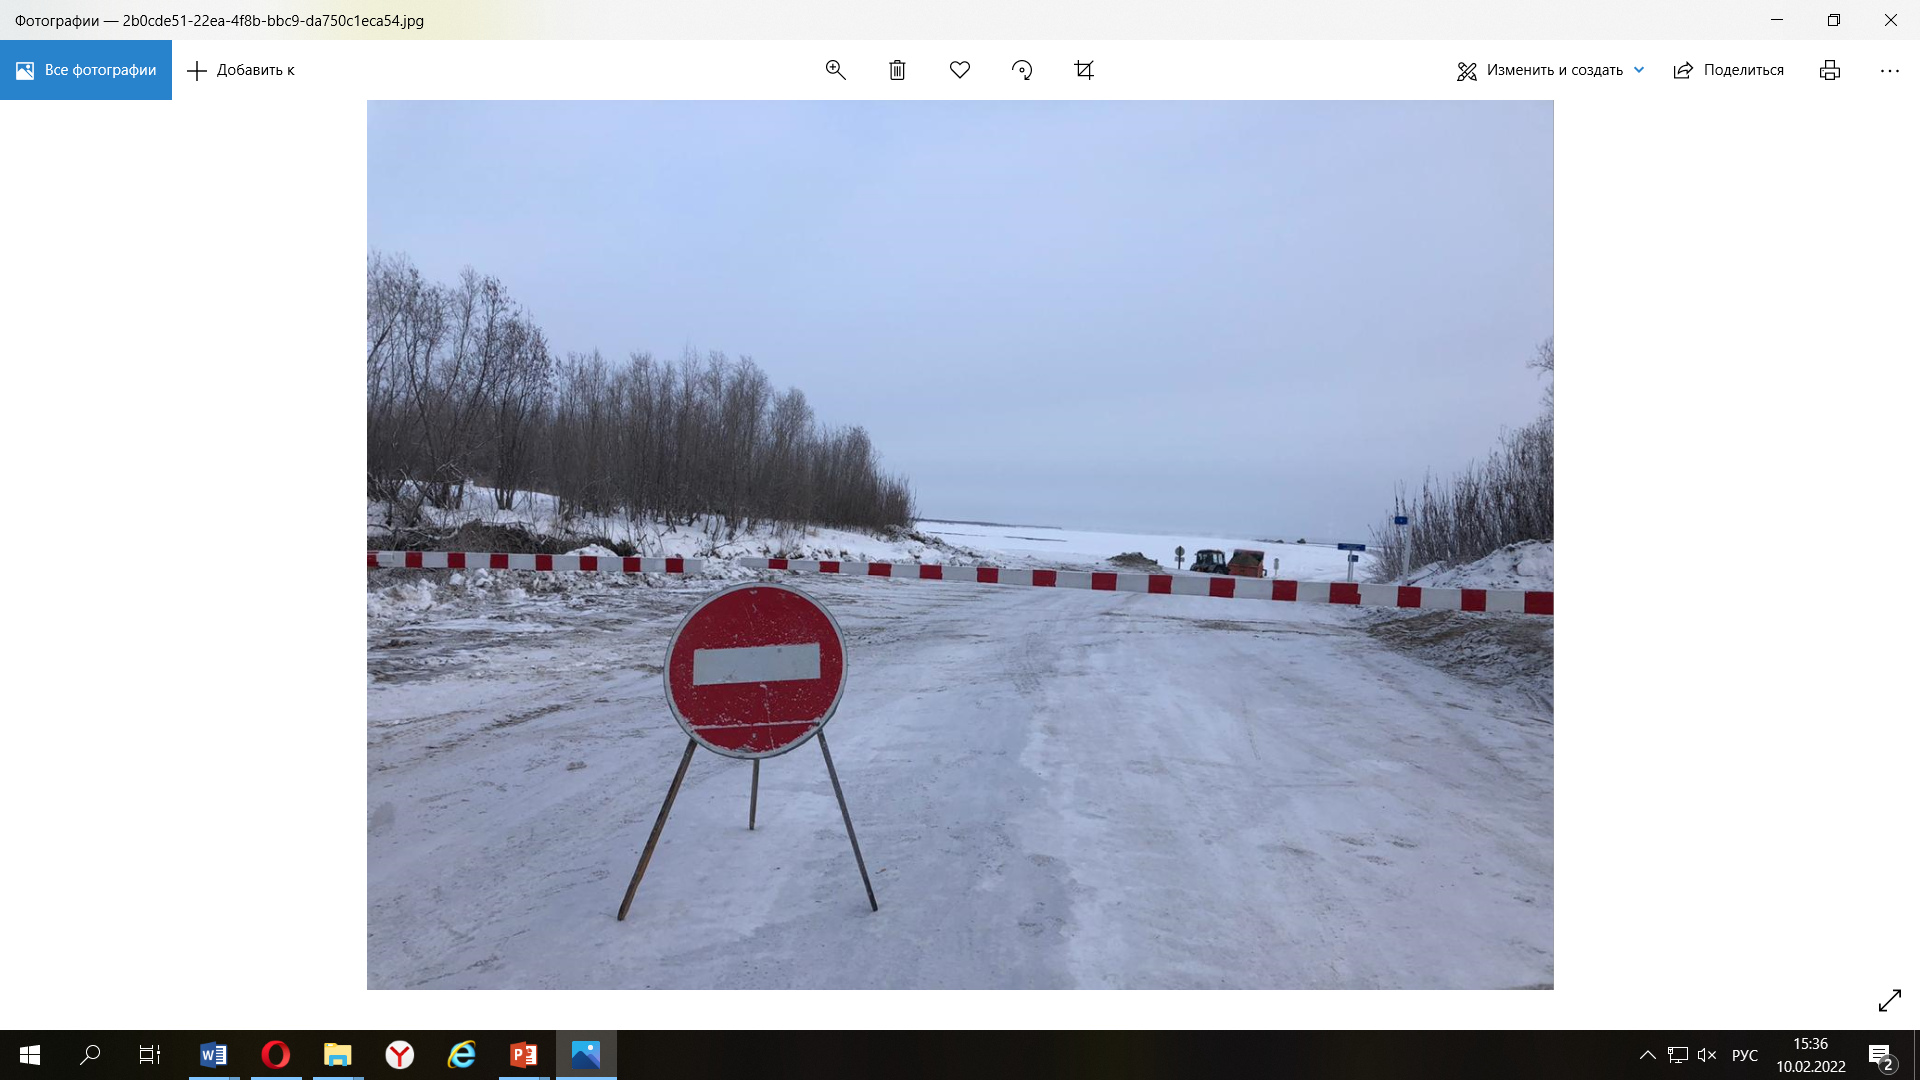 Фотографии — 2b0cde51-22ea-4f8b-bbc9-da750c1eca54.jpg
Все фотографии
Добавить к
Изменить и создать
Поделиться
РУС
15:36
10.02.2022
2